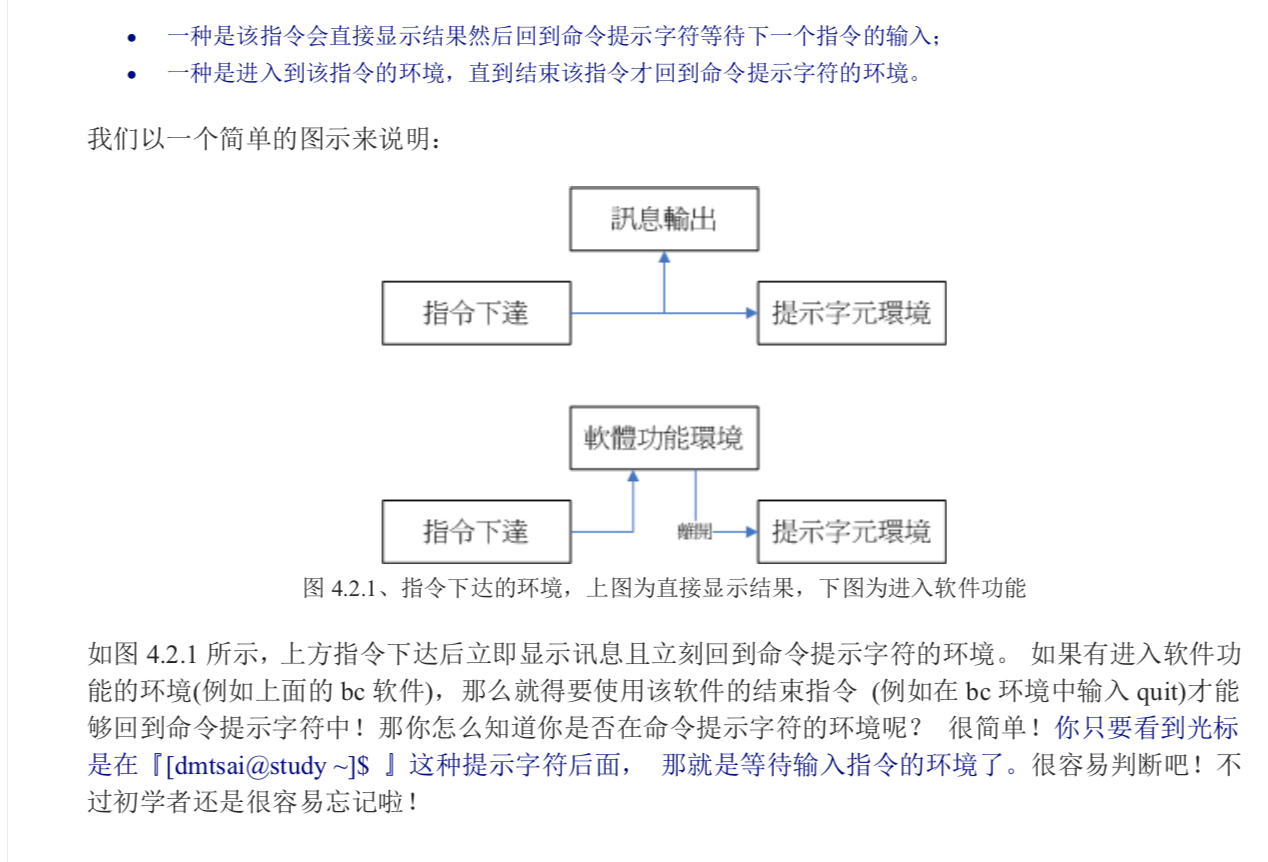 • 一种是该指令会直接显示结果然后回到命令提示字符等待下一个指令的输入；
• 一种是进入到该指令的环境，直到结束该指令才回到命令提示字符的环境。
我们以一个简单的图示来说明：
訊息輸出
指令下達
提示字元環境
軟體功能環境
指令下達
離開
提示字元環境
图 4.2.1、指令下达的环境，上图为直接显示结果，下图为进入软件功能
如图 4.2.1 所示，上方指令下达后立即显示讯息且立刻回到命令提示字符的环境。 如果有进入软件功
能的环境(例如上面的 bc 软件)，那么就得要使用该软件的结束指令 (例如在 bc 环境中输入 quit)才能
够回到命令提示字符中！那你怎么知道你是否在命令提示字符的环境呢？ 很简单！你只要看到光标
是在『[dmtsai@study ~]$ 』这种提示字符后面， 那就是等待输入指令的环境了。很容易判断吧！不
过初学者还是很容易忘记啦！